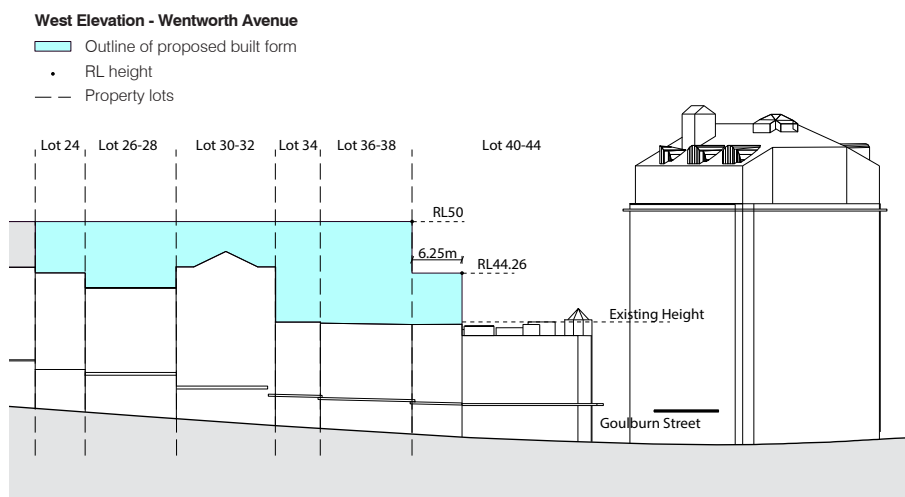 West Elevation - Wentworth Avenue
Outline of proposed built form
RL height
Property lots
Lot 24
Lot 26-28
Lot 30-32
Lot 34
Lot 36-38
Lot 40-44
RL50
6.25m
RL44.26
Existing Height
Goulburn Street